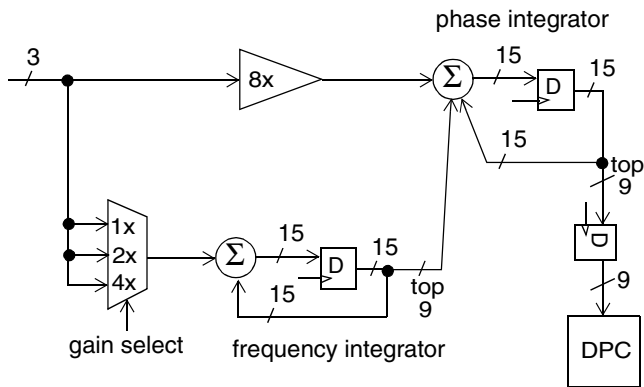 phase integrator
3
8x
Σ
15
D
15
15
top
9
1x
2x
4x
Σ
15
D
15
15
top
9
D
9
gain select
frequency integrator
DPC